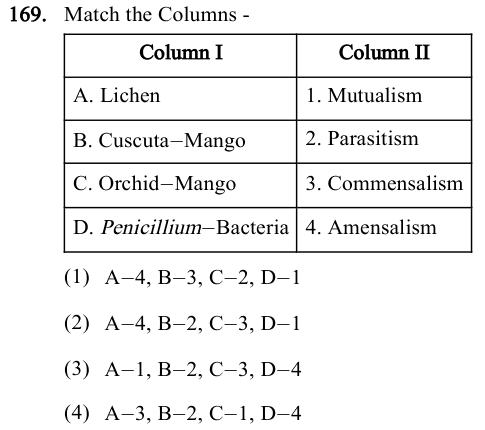 169. Match the Columns -
Column I Column II
A. Lichen 1. Mutualism
B. Cuscuta–Mango 2. Parasitism
C. Orchid–Mango 3. Commensalism
D. Penicillium–Bacteria 4. Amensalism
(1) A–4, B–3, C–2, D–1
(2) A–4, B–2, C–3, D–1
(3) A–1, B–2, C–3, D–4
(4) A–3, B–2, C–1, D–4